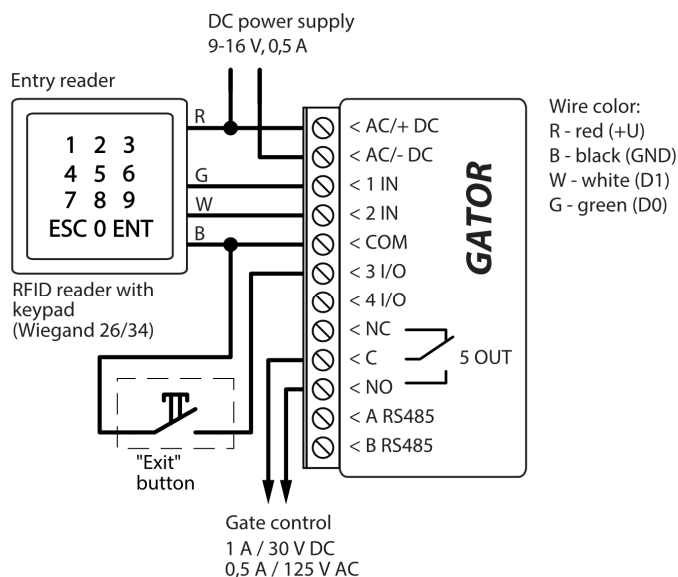 DC power supply
9-16 V, 0,5 A
Entry reader
1 2 3
4 5 6
7 8 9
ESC 0 ENT
R
G
W
B
RFID reader with
keypad
(Wiegand 26/34)
"Exit"
button
< AC/+ DC
< AC/- DC
< 1 IN
< 2 IN
< COM
< 3 I/O
< 4 I/O
< NC
< C
< NO
< A RS485
< B RS485
5 OUT
GATOR
Wire color:
R - red (+U)
B - black (GND)
W - white (D1)
G - green (D0)
Gate control
1 A / 30 V DC
0,5 A / 125 V AC